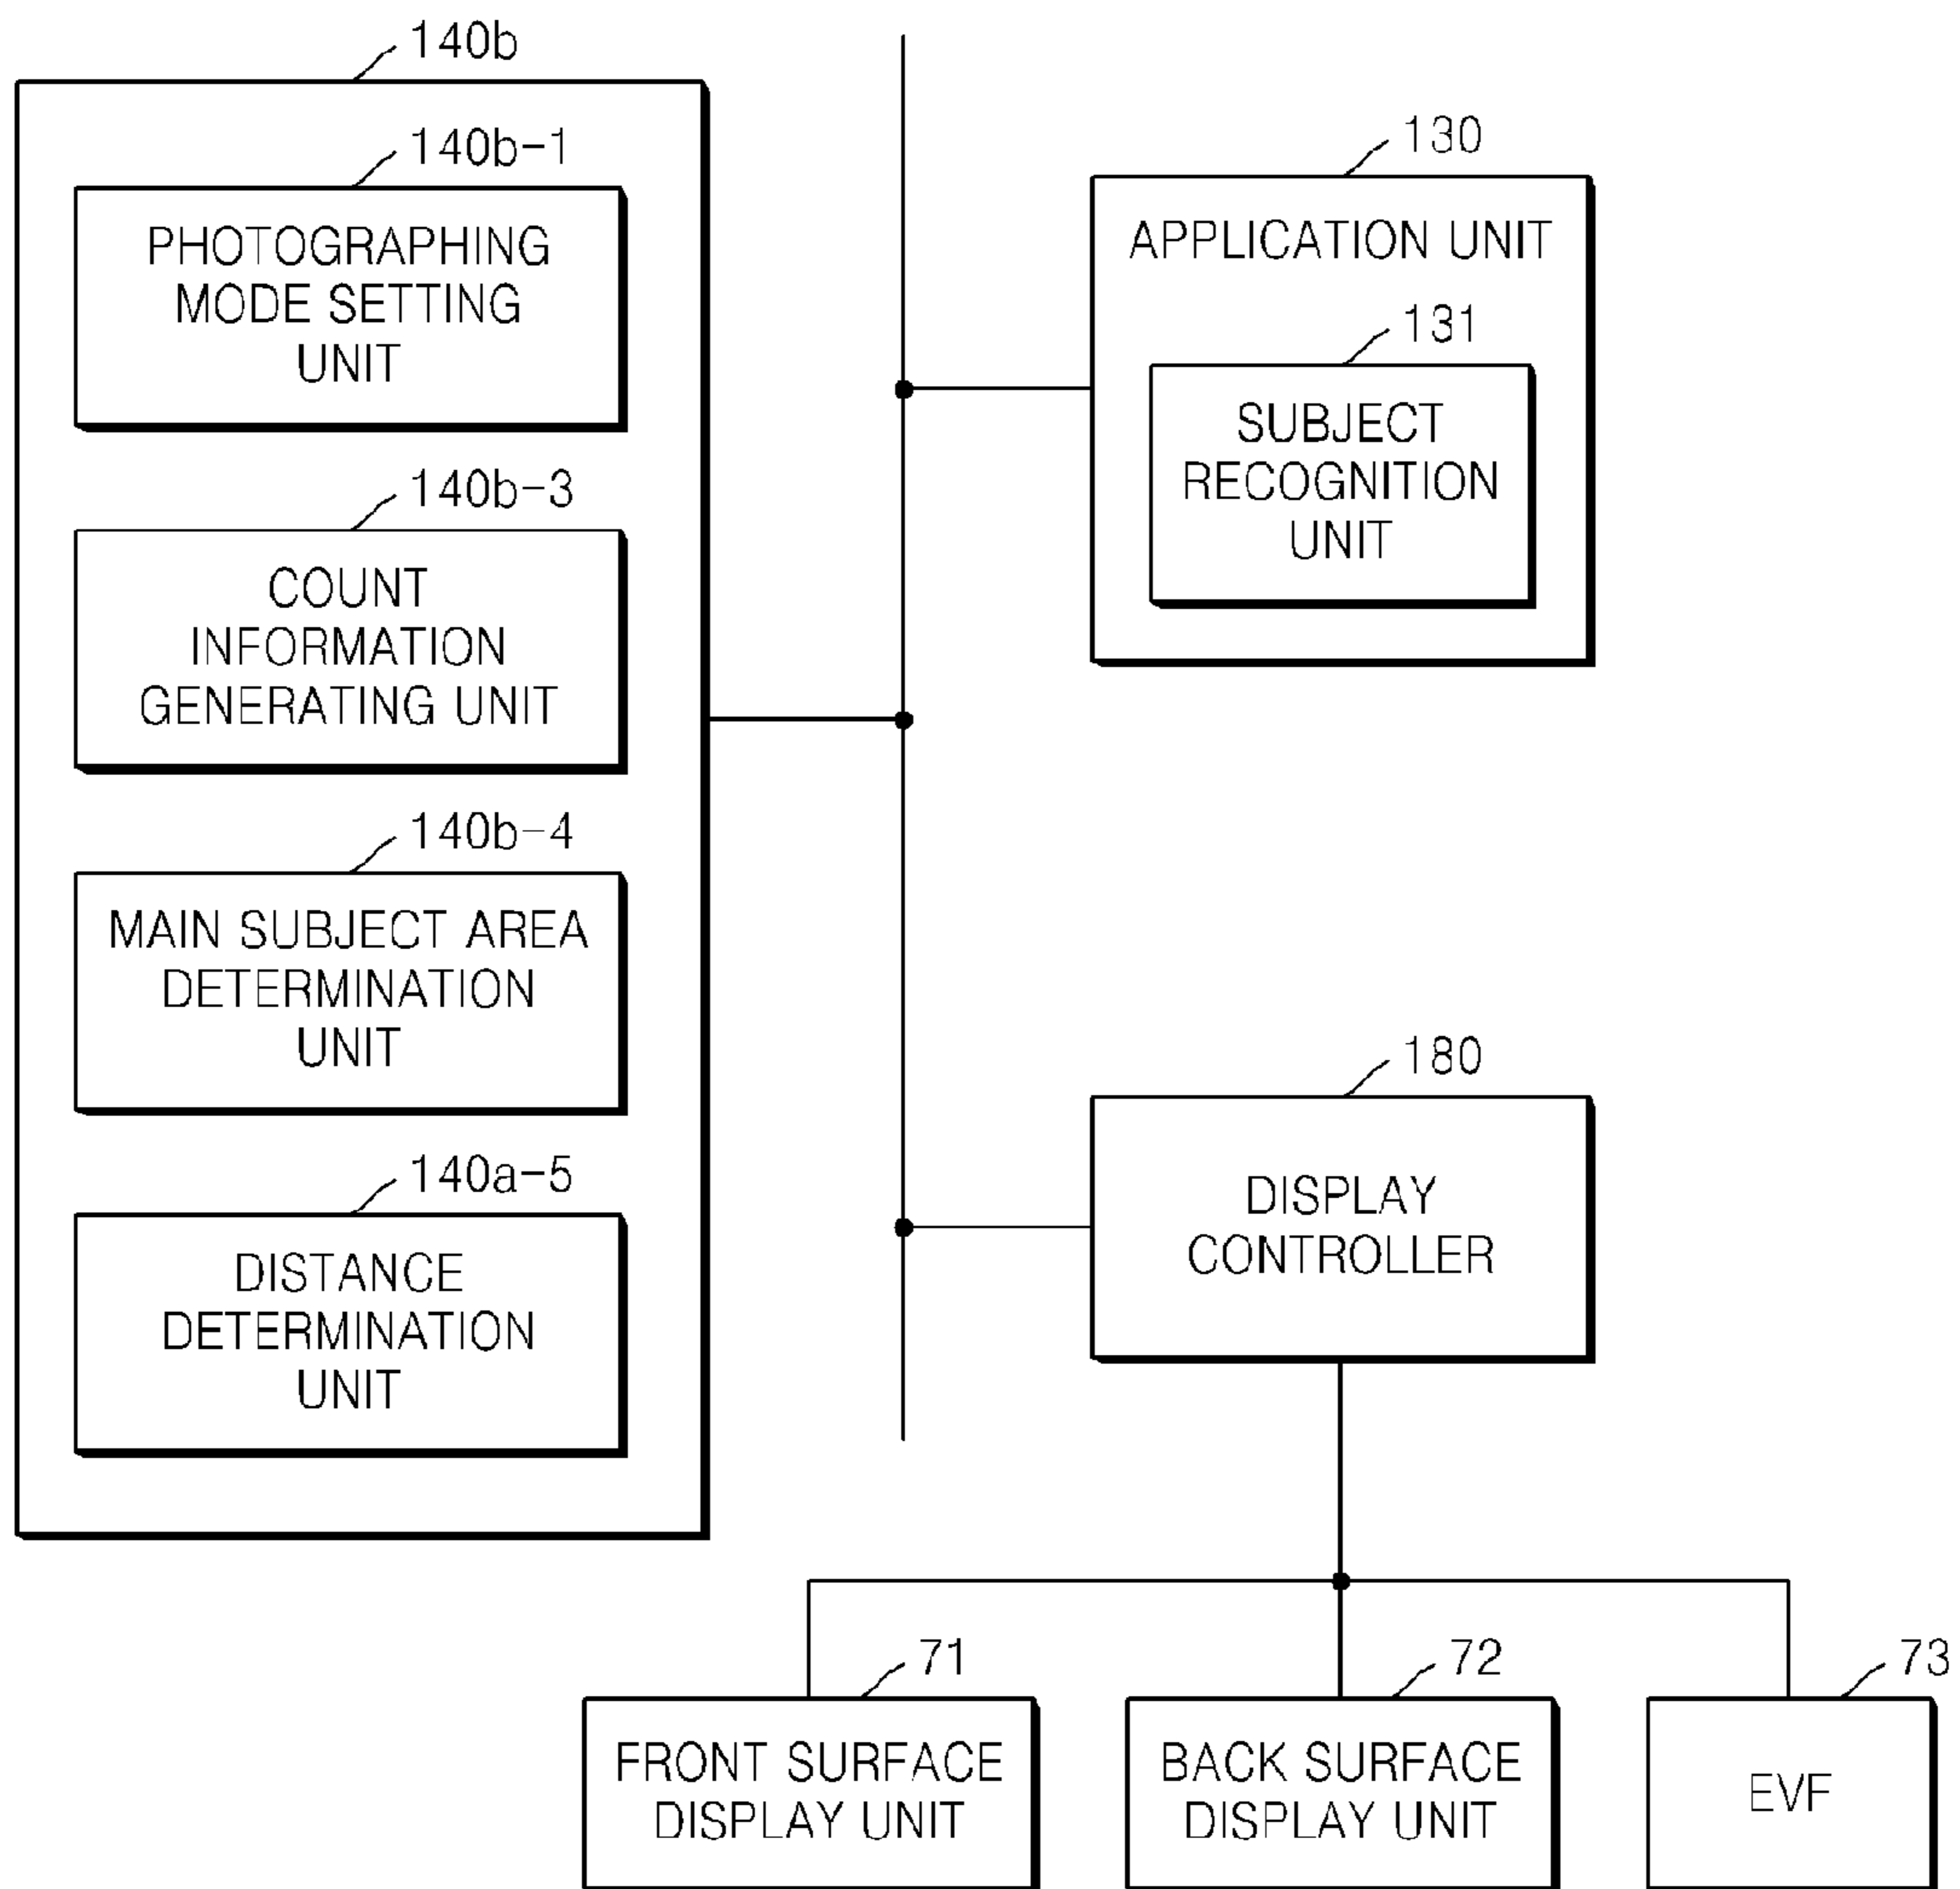 140b
140b-1
PHOTOGRAPHING
MODE SETTING
UNIT
140b-3
COUNT
INFORMATION
GENERATING UNIT
140b-4
MAIN SUBJECT AREA
DETERMINATION
UNIT
140a-5
DISTANCE
DETERMINATION
UNIT
130
APPLICATION UNIT
131
SUBJECT
RECOGNITION
UNIT
180
DISPLAY
CONTROLLER
71
FRONT SURFACE
DISPLAY UNIT
72
BACK SURFACE
DISPLAY UNIT
73
EVF